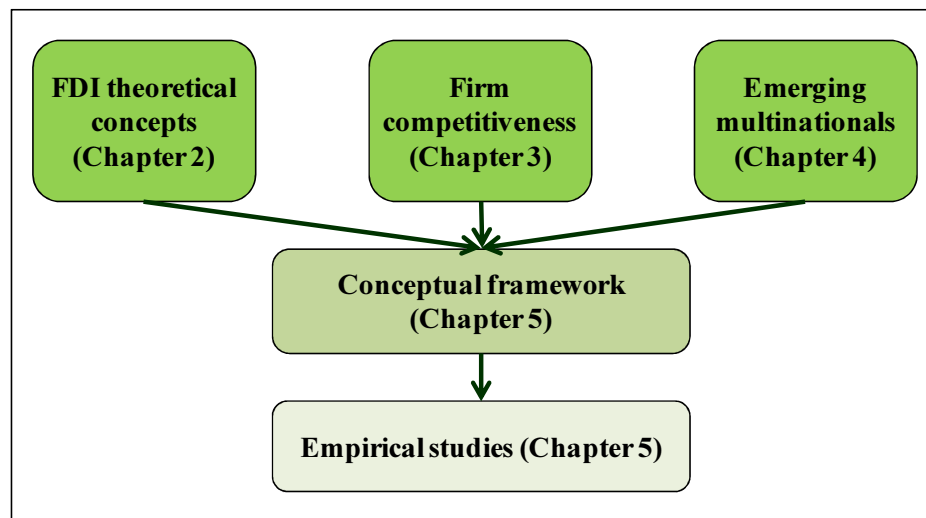 FDI theoretical
concepts
(Chapter 2)
Firm
competitiveness
(Chapter 3)
Emerging
multinationals
(Chapter 4)
Conceptual framework
(Chapter 5)
Empirical studies (Chapter 5)